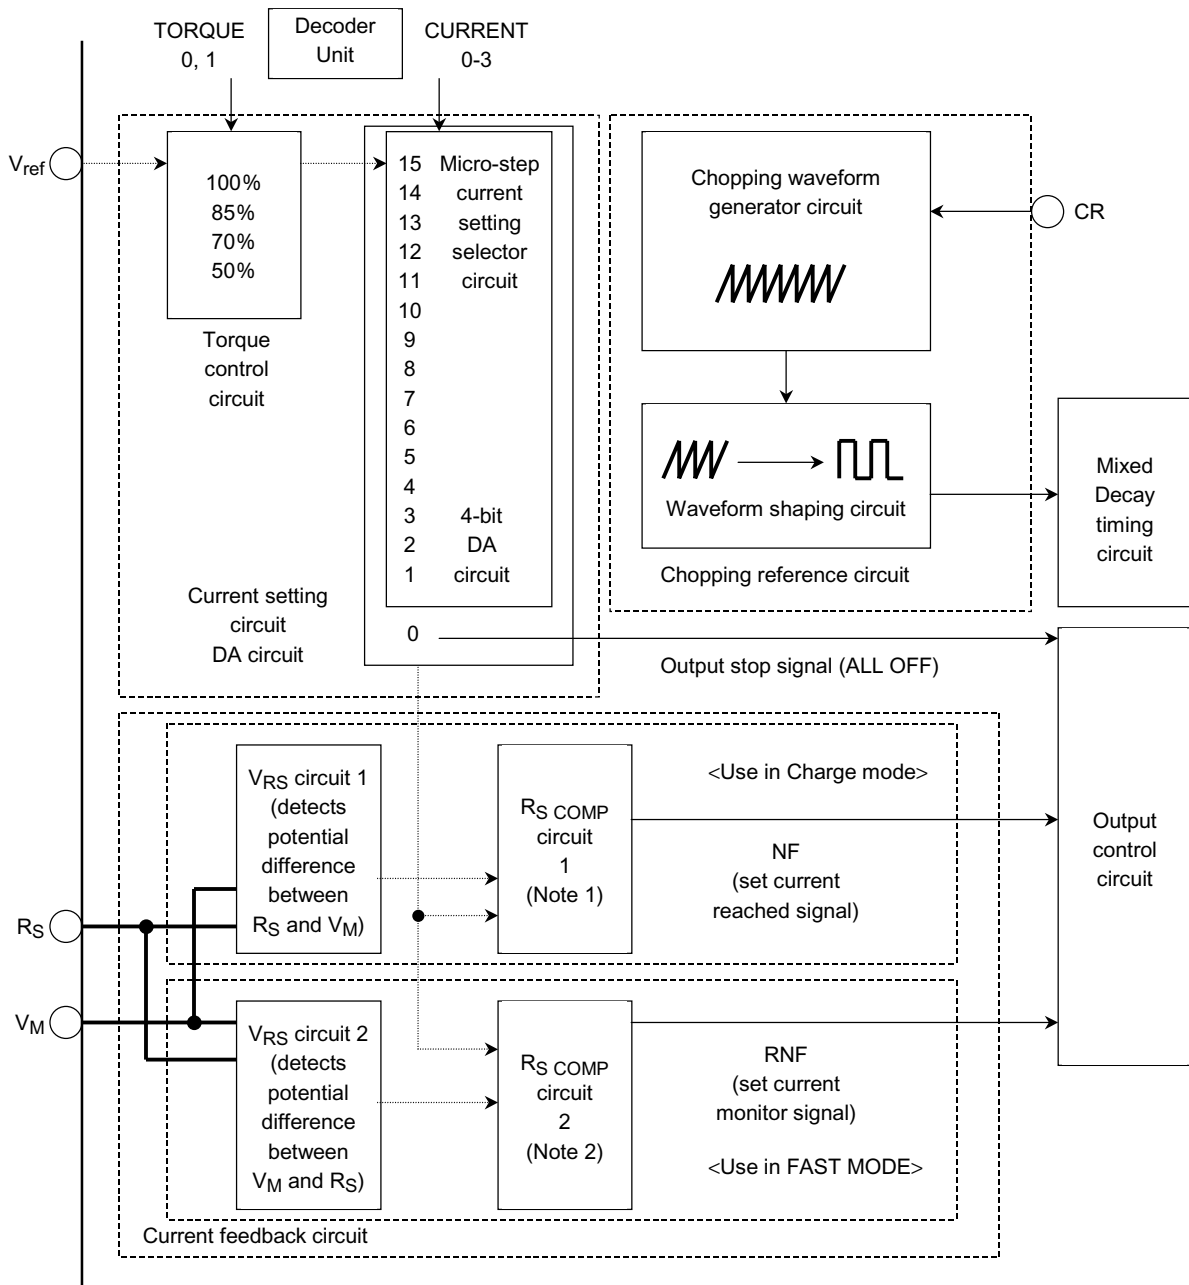 TORQUE
0, 1
Decoder
Unit
CURRENT
0-3
Vref
100%
85%
70%
50%
Torque
control
circuit
15 Micro-step
14 current
13 setting
12 selector
11 circuit
10
9
8
7
6
5
4
3 4-bit
2 DA
1 circuit
0
Current setting
circuit
DA circuit
Chopping waveform
generator circuit
CR
Waveform shaping circuit
Chopping reference circuit
Mixed
Decay
timing
circuit
Output stop signal (ALL OFF)
VRS circuit 1
(detects
potential
difference
between
RS and VM)
RS COMP
circuit
1
(Note 1)
<Use in Charge mode>
NF
(set current
reached signal)
Output
control
circuit
RS
VM
VRS circuit 2
(detects
potential
difference
between
VM and RS)
RS COMP
circuit
2
(Note 2)
RNF
(set current
monitor signal)
<Use in FAST MODE>
Current feedback circuit